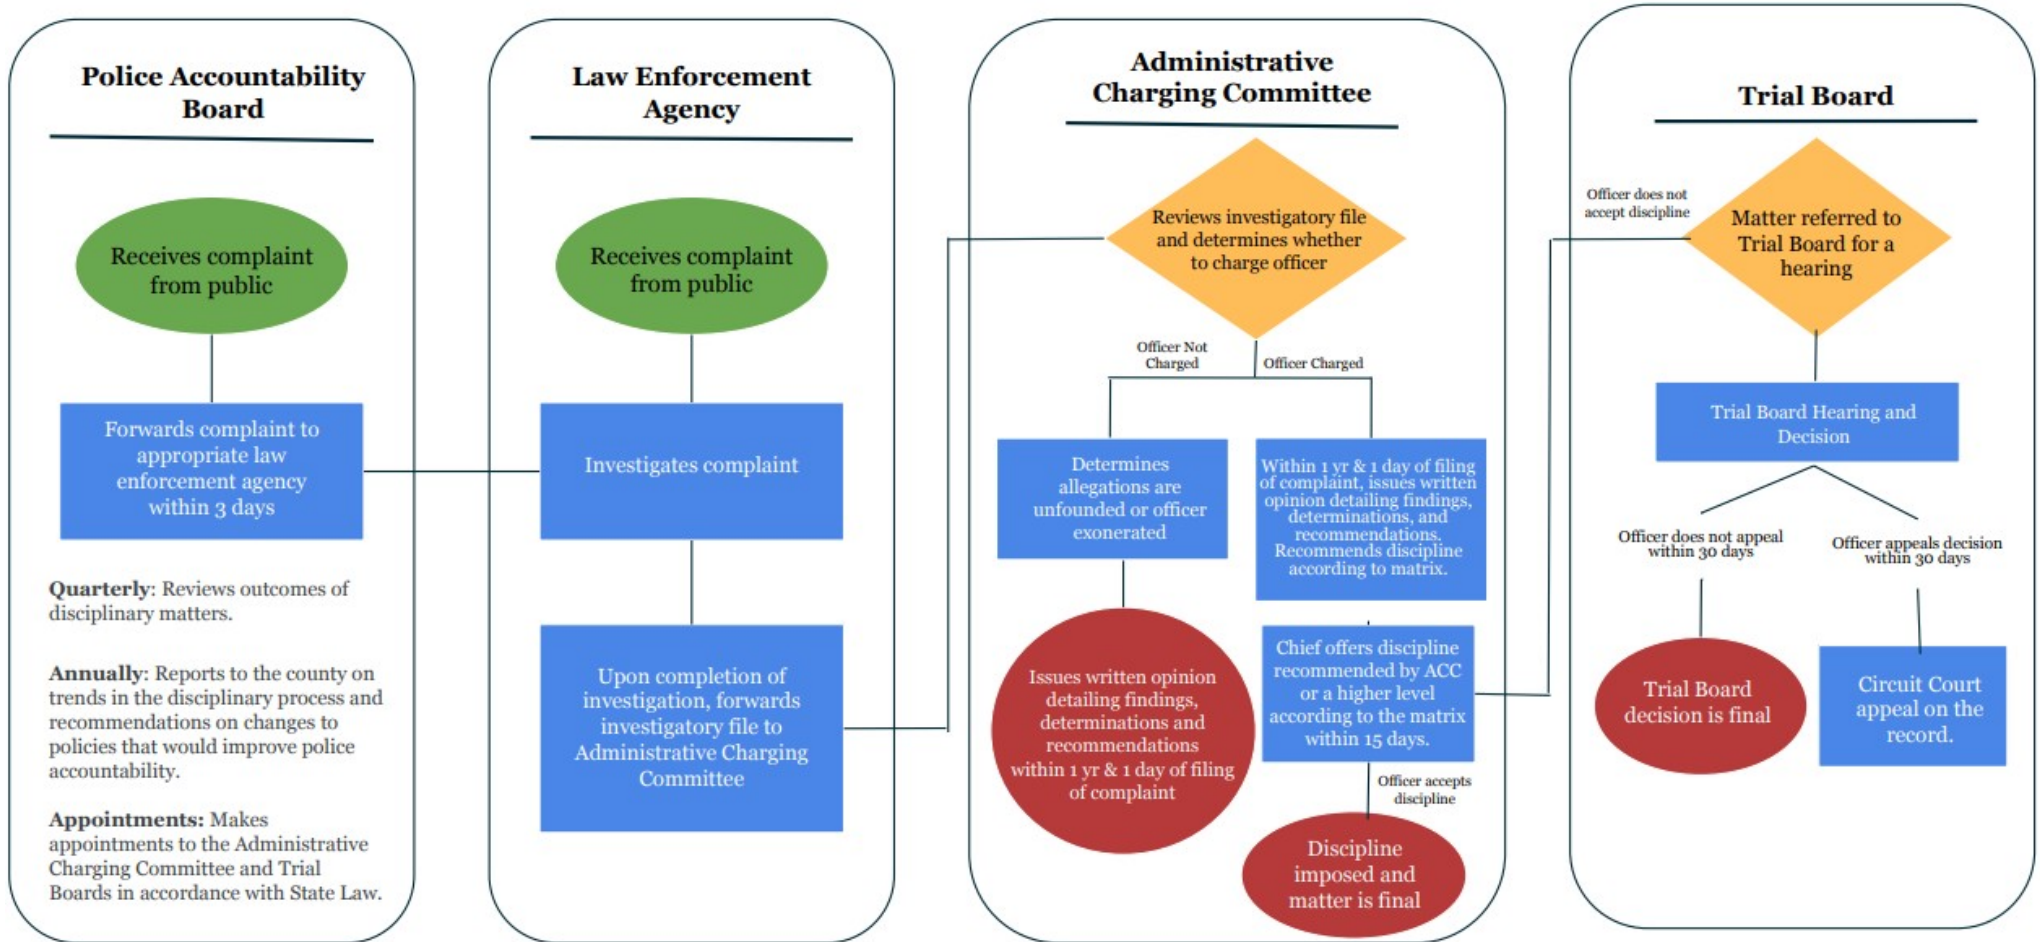 Police Accountability
Board
Receives complaint
from public
Forwards complaint to
appropriate law
enforcement agency
within 3 days
Quarterly: Reviews outcomes of
disciplinary matters.
Annually: Reports to the county on
trends in the disciplinary process and
recommendations on changes to
policies that would improve police
accountability.
Appointments: Makes
appointments to the Administrative
Charging Committee and Trial
Boards in accordance with State Law.
Law Enforcement
Agency
Receives complaint
from public
Investigates complaint
Upon completion of
investigation, forwards
investigatory file to
Administrative Charging
Committee
Administrative
Charging Committee
Reviews investigatory file
and determines whether
to charge officer
Officer Not
Charged
Officer Charged
Determines
allegations are
unfounded or officer
exonerated
Issues written opinion
detailing findings,
determinations and
recommendations
within 1 yr & 1 day of filing
of complaint
Within 1 yr & 1 day of filing
of complaint, issues written
opinion detailing findings,
determinations, and
recommendations.
Recommends discipline
according to matrix.
Chief offers discipline
recommended by ACC
or a higher level
according to the matrix
within 15 days.
Officer accepts
discipline
Discipline
imposed and
matter is final
Trial Board
Officer does not
accept discipline
Matter referred to
Trial Board for a
hearing
Trial Board Hearing and
Decision
Officer does not appeal
within 30 days
Officer appeals decision
within 30 days
Trial Board
decision is final
Circuit Court
appeal on the
record.